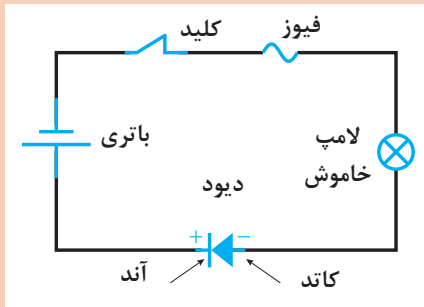 فیوز
کلید
باتری
لامپ
خاموش
دیود
+ −
آند
کاتد